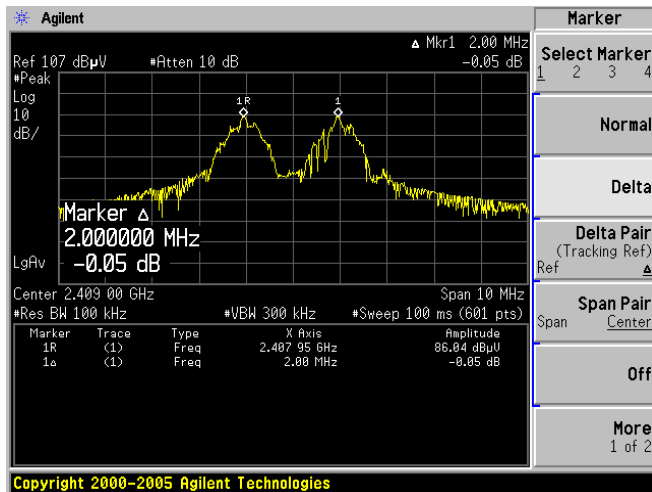 Agilent
Marker
Δ Mkr1 2.00 MHz
Ref 107 dBµV #Atten 10 dB -0.05 dB
#Peak
Log
10
dB/
1R
1
Marker Δ
2.000000 MHz
-0.05 dB
LgAv
Center 2.409 00 GHz Span 10 MHz
#Res BW 100 kHz #VBW 300 kHz #Sweep 100 ms (601 pts)
Marker Trace Type X Axis Amplitude
1R (1) Freq 2.407 95 GHz 86.04 dBµV
1Δ (1) Freq 2.00 MHz -0.05 dB
Select Marker
1 2 3 4
Normal
Delta
Delta Pair
(Tracking Ref)
Ref Δ
Span Pair
Span Center
Off
More
1 of 2
Copyright 2000-2005 Agilent Technologies